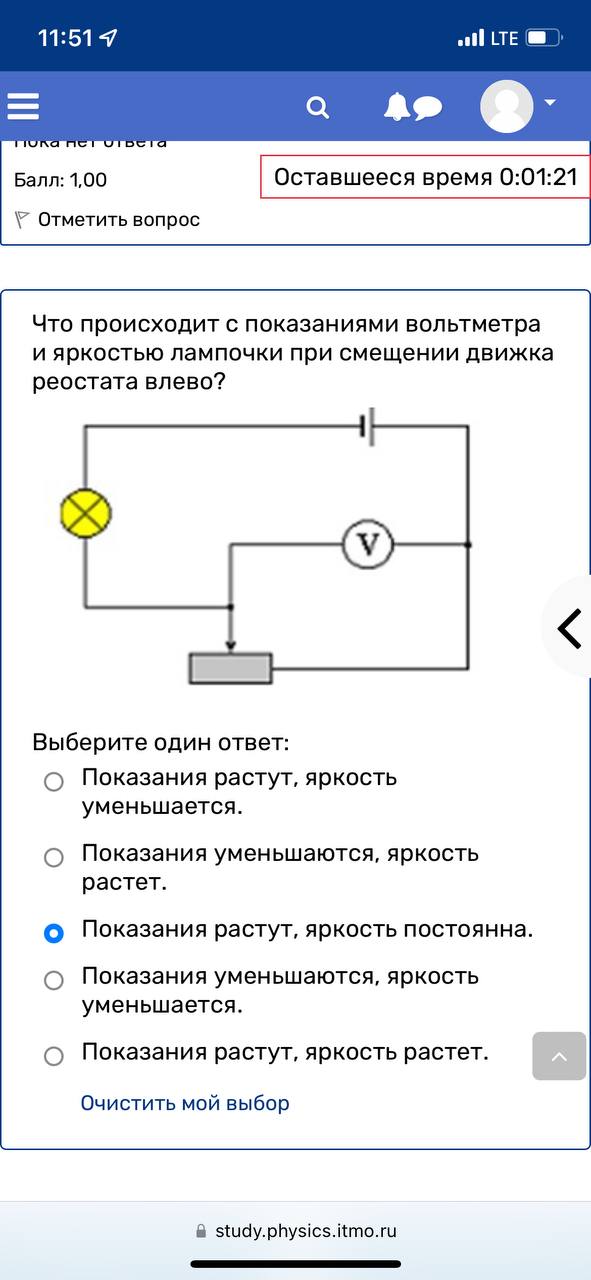 11:51
LTE
Пока нет ответа
Балл: 1,00
Оставшееся время 0:01:21
Отметить вопрос
Что происходит с показаниями вольтметра
и яркостью лампочки при смещении движка
реостата влево?
V
Выберите один ответ:
Показания растут, яркость
уменьшается.
Показания уменьшаются, яркость
растет.
Показания растут, яркость постоянна.
Показания уменьшаются, яркость
уменьшается.
Показания растут, яркость растет.
Очистить мой выбор
study.physics.itmo.ru